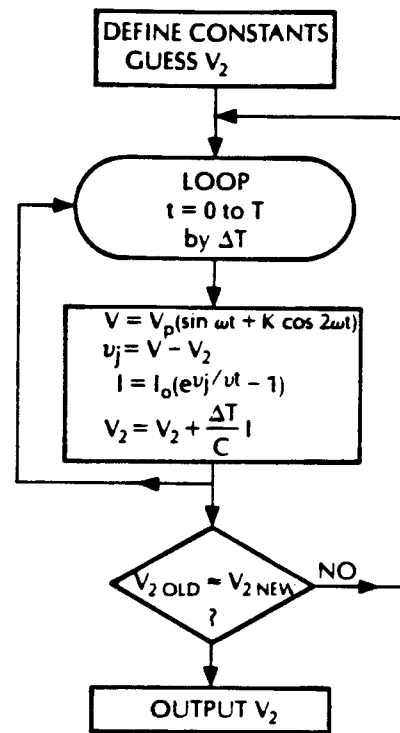 DEFINE CONSTANTS
GUESS V₂
LOOP
t = 0 to T
by ΔT
V = Vₚ(sin ωt + K cos 2ωt)
υⱼ = V − V₂
I = Iₒ(e^υj/υt − 1)
V₂ = V₂ + ΔT/C I
V₂ OLD = V₂ NEW NO
?
OUTPUT V₂